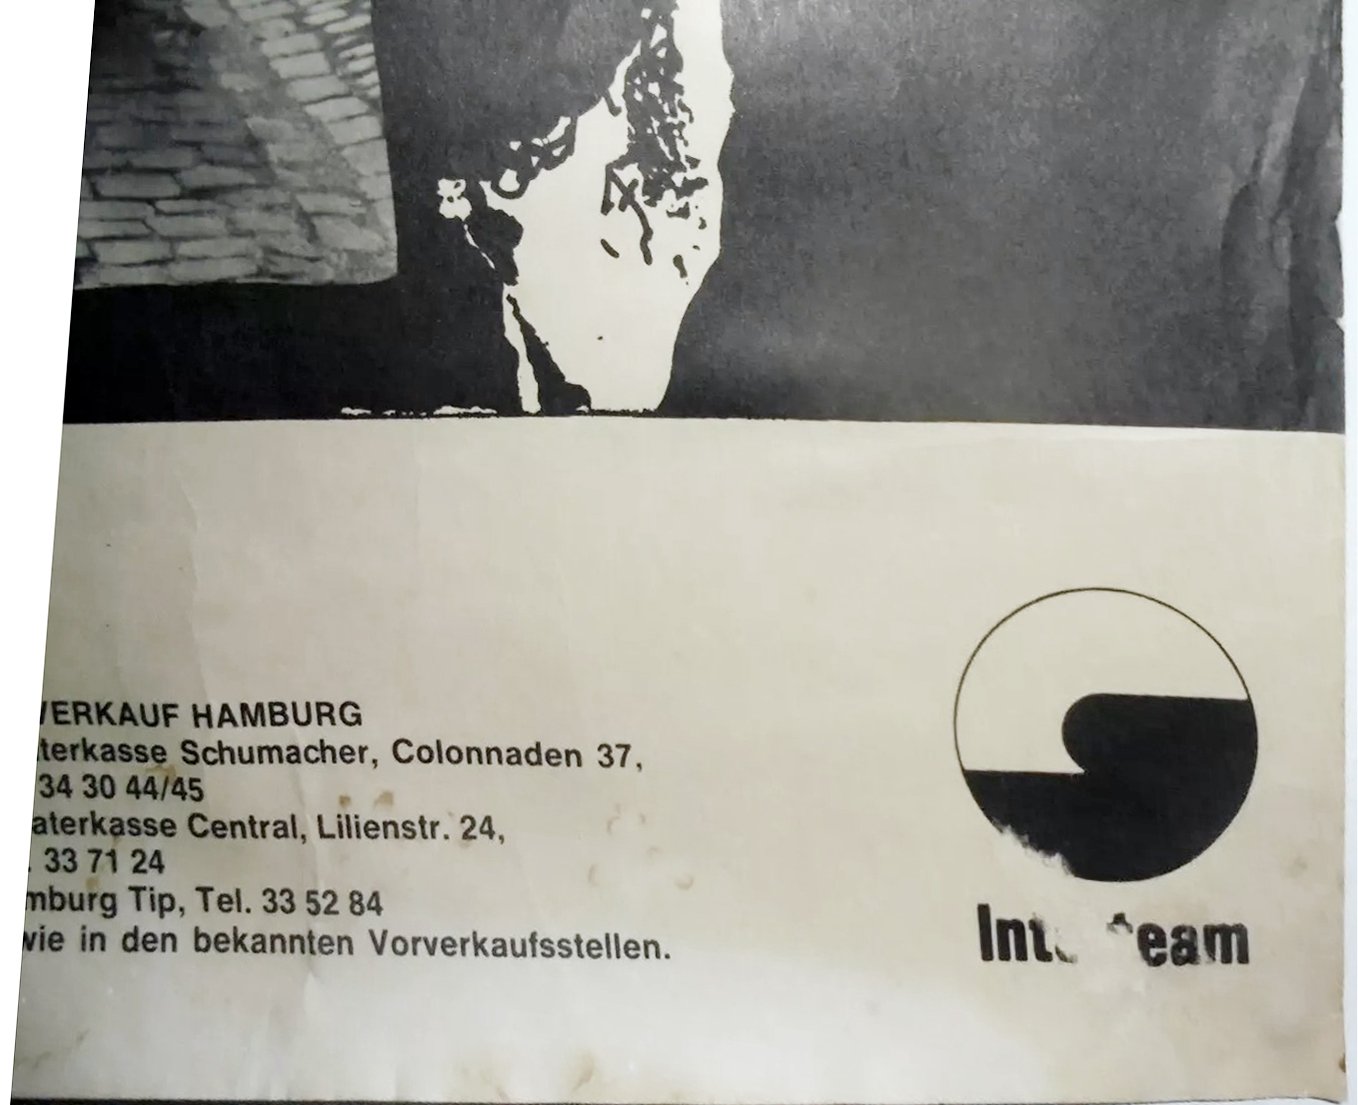 VERKAUF HAMBURG
terkasse Schumacher, Colonnaden 37,
34 30 44/45
aterkasse Central, Lilienstr. 24,
. 33 71 24
mburg Tip, Tel. 33 52 84
wie in den bekannten Vorverkaufsstellen.